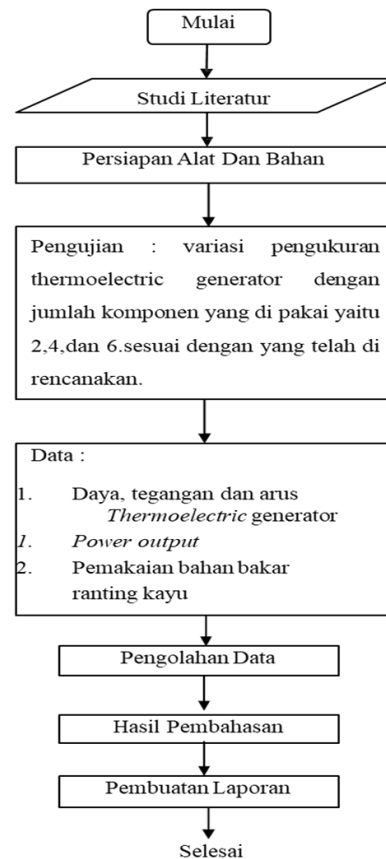 Mulai
Studi Literatur
Persiapan Alat Dan Bahan
Pengujian : variasi pengukuran
thermoelectric generator dengan
jumlah komponen yang di pakai yaitu
2,4,dan 6.sesuai dengan yang telah di
rencanakan.
Data :
1. Daya, tegangan dan arus
Thermoelectric generator
1. Power output
2. Pemakaian bahan bakar
ranting kayu
Pengolahan Data
Hasil Pembahasan
Pembuatan Laporan
Selesai